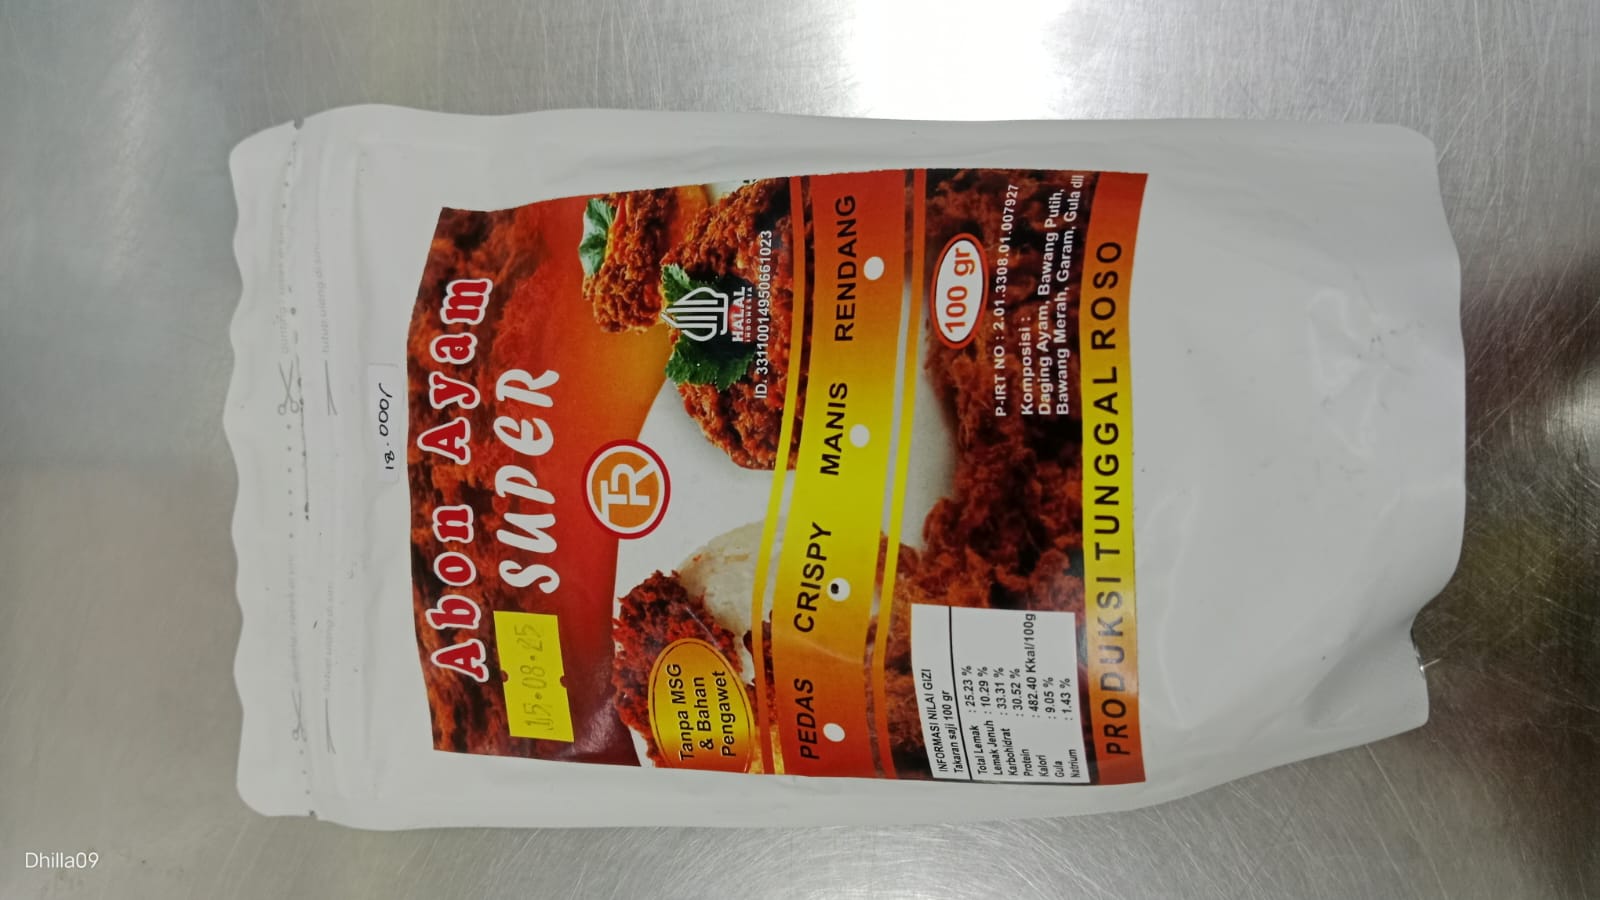 18.000,-
Abon Ayam
SUPER
15.08.25
TR
HALAL
INDONESIA
ID. 33110014950661023
Tanpa MSG
& Bahan
Pengawet
PEDAS CRISPY MANIS RENDANG
100 gr
P-IRT NO : 2.01.3308.01.007927
Komposisi :
Daging Ayam, Bawang Putih,
Bawang Merah, Garam, Gula dll
INFORMASI NILAI GIZI
Takaran saji 100 gr
Total Lemak : 25.23 %
Lemak Jenuh : 10.29 %
Karbohidrat : 33.31 %
Protein : 30.52 %
Kalori : 482.40 Kkal/100g
Gula : 9.05 %
Natrium : 1.43 %
PRODUKSI TUNGGAL ROSO
Dhilla09